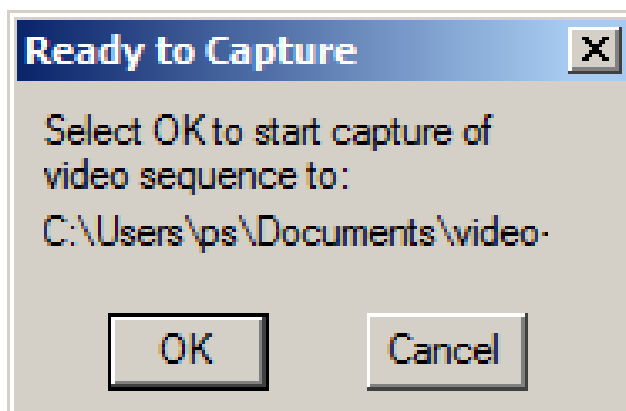 Ready to Capture
Select OK to start capture of
video sequence to:
C:\Users\ps\Documents\video-
OK
Cancel